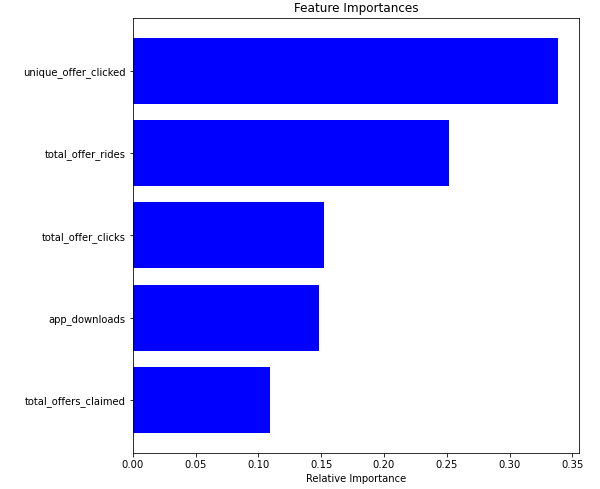 Feature Importances
unique_offer_clicked
total_offer_rides
total_offer_clicks
app_downloads
total_offers_claimed
0.00 0.05 0.10 0.15 0.20 0.25 0.30 0.35
Relative Importance